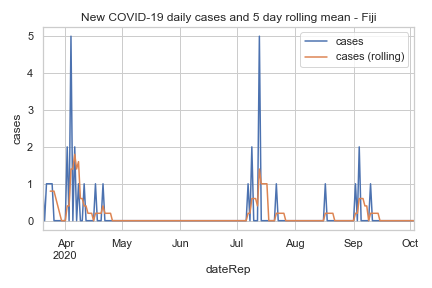 New COVID-19 daily cases and 5 day rolling mean - Fiji
cases
cases (rolling)
cases
5
4
3
2
1
0
Apr May Jun Jul Aug Sep Oct
2020
dateRep